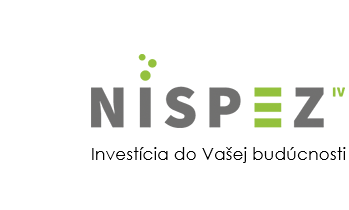 NISPEZ IV
Investícia do Vašej budúcnosti